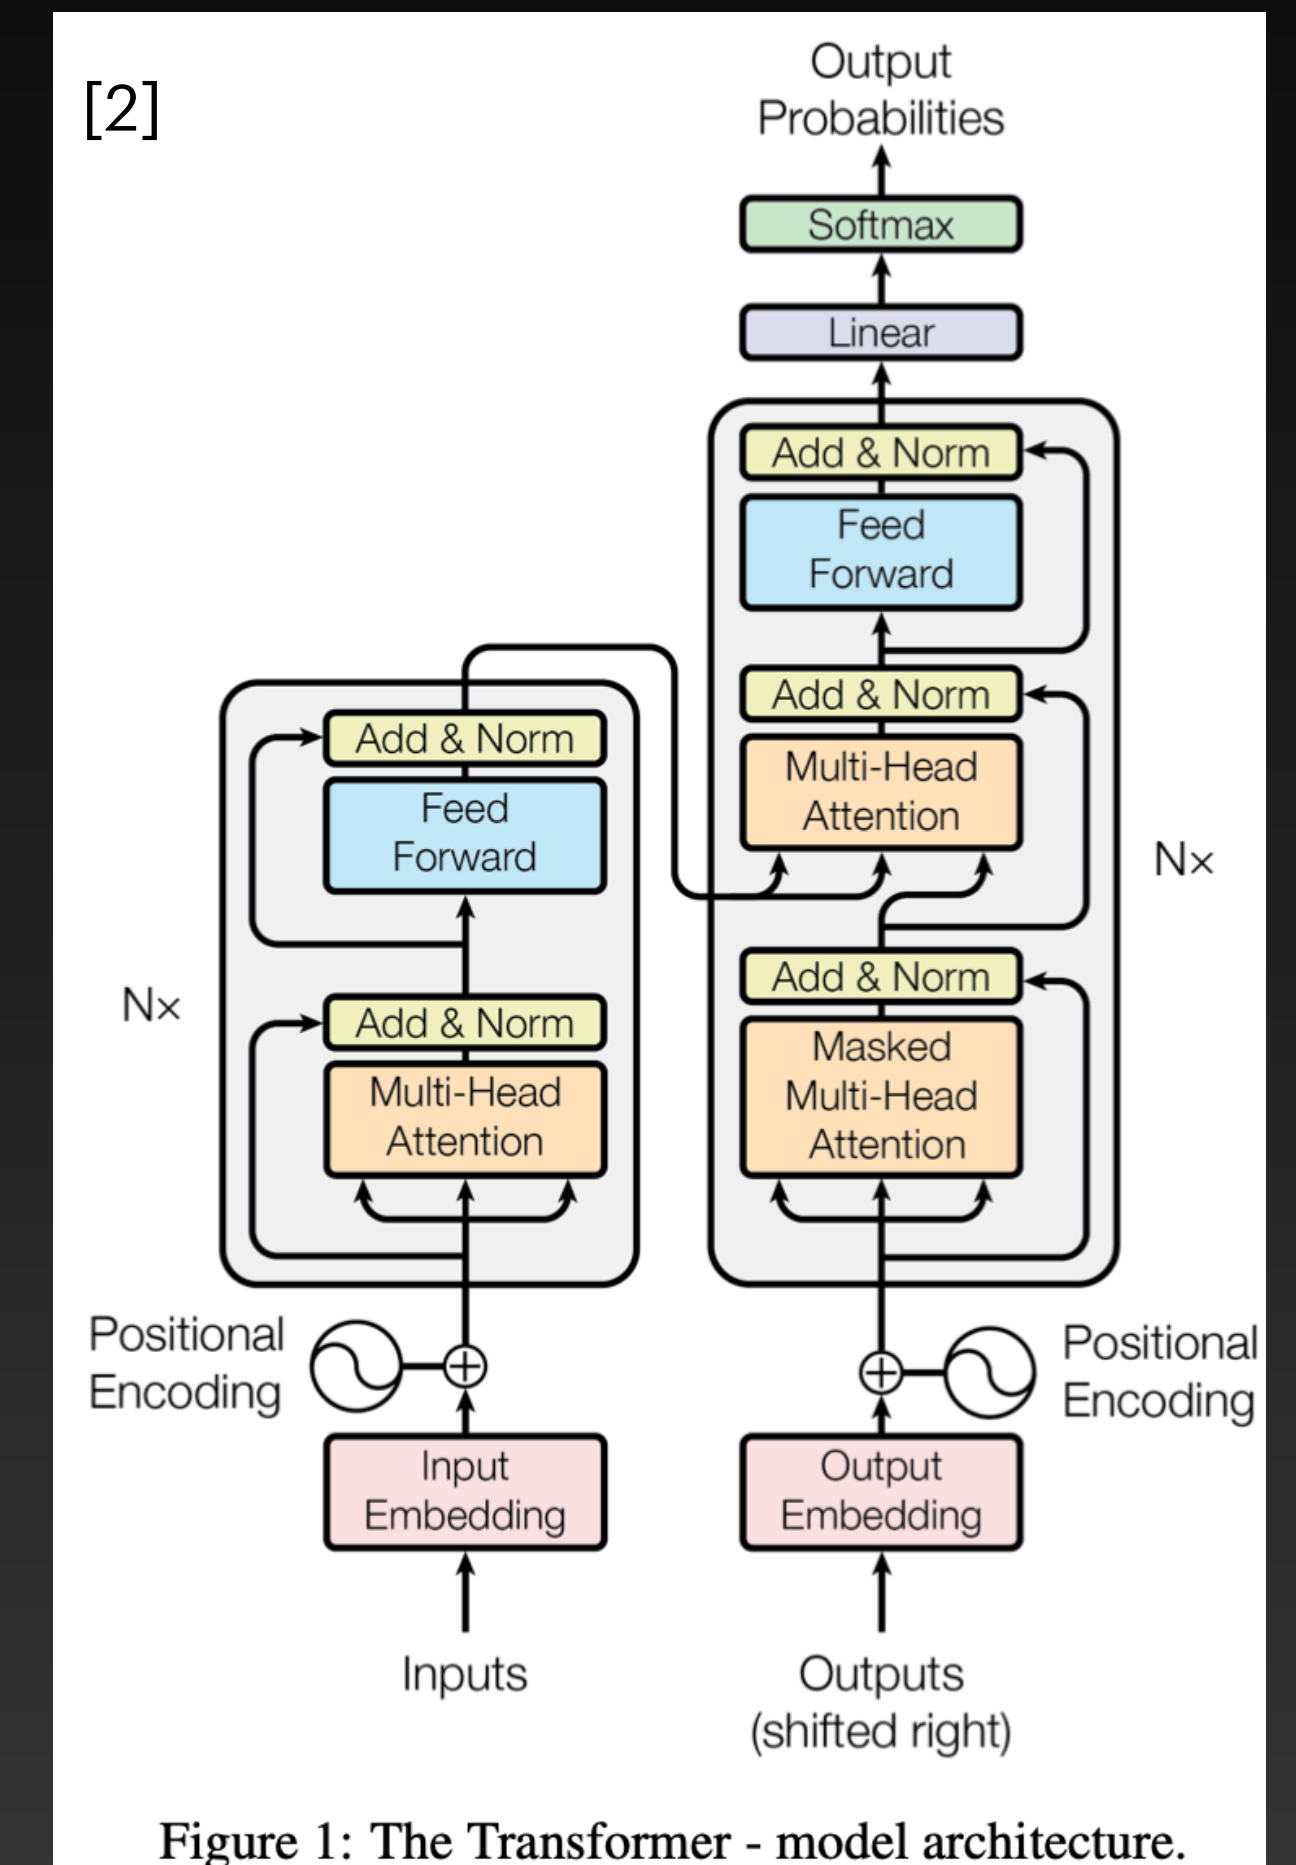 [2]
Output
Probabilities
Softmax
Linear
Add & Norm
Feed
Forward
Add & Norm
Multi-Head
Attention
Nx
Add & Norm
Masked
Multi-Head
Attention
Add & Norm
Feed
Forward
Nx
Add & Norm
Multi-Head
Attention
Positional
Encoding
Positional
Encoding
Input
Embedding
Output
Embedding
Inputs
Outputs
(shifted right)
Figure 1: The Transformer - model architecture.